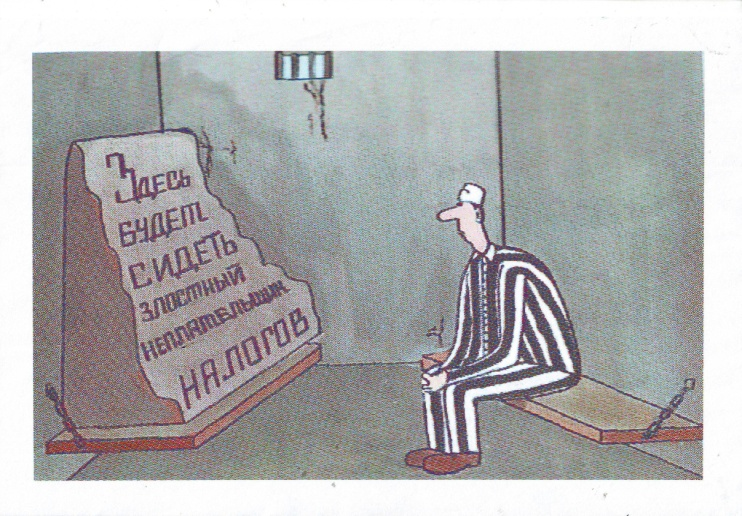 Здесь
будет
сидеть
злостный
неплательщик
налогов